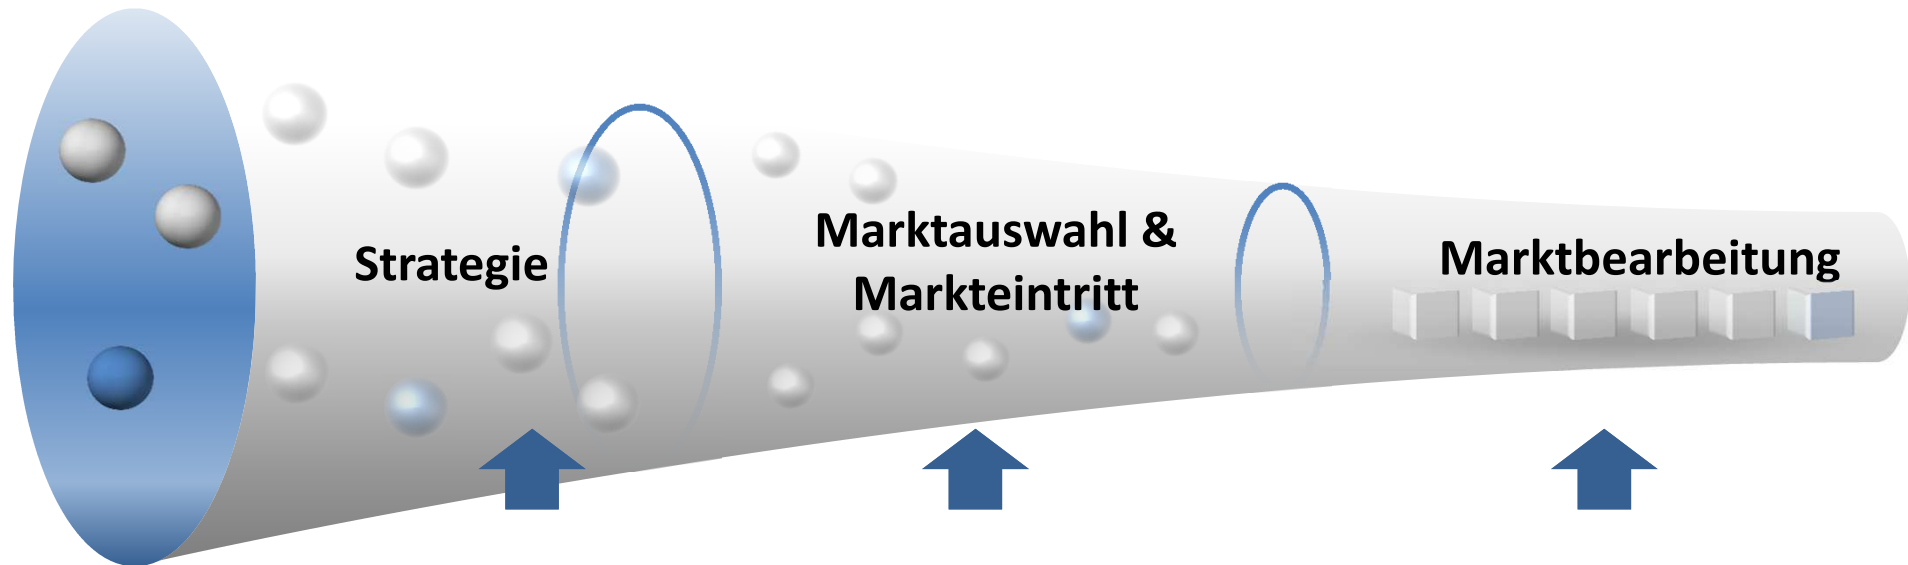 Strategie
Marktauswahl &
Markteintritt
Marktbearbeitung